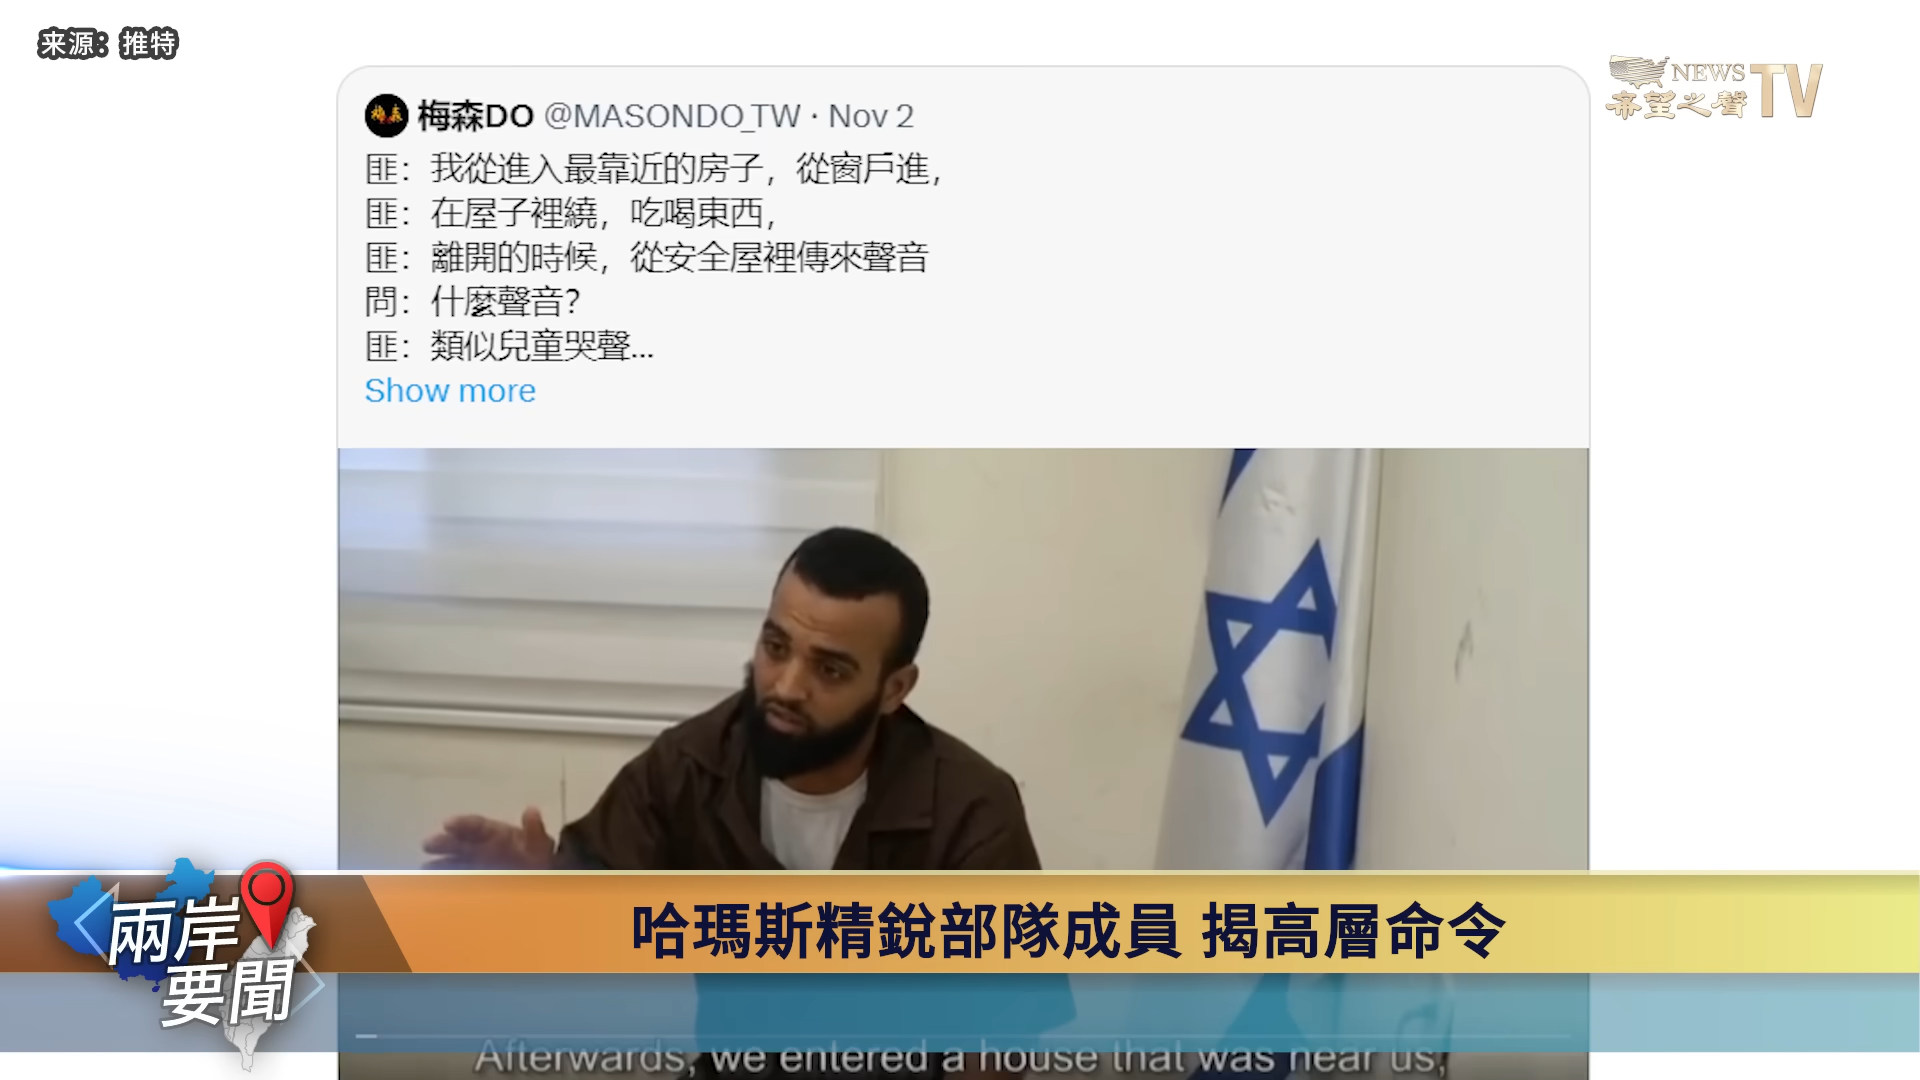 来源：推特
NEWS
希望之聲TV
梅森DO @MASONDO_TW · Nov 2
匪：我從進入最靠近的房子，從窗戶進，
匪：在屋子裡繞，吃喝東西，
匪：離開的時候，從安全屋裡傳來聲音
問：什麼聲音？
匪：類似兒童哭聲...
Show more
哈瑪斯精銳部隊成員 揭高層命令
兩岸
要聞
Afterwards, we entered a house that was near us,